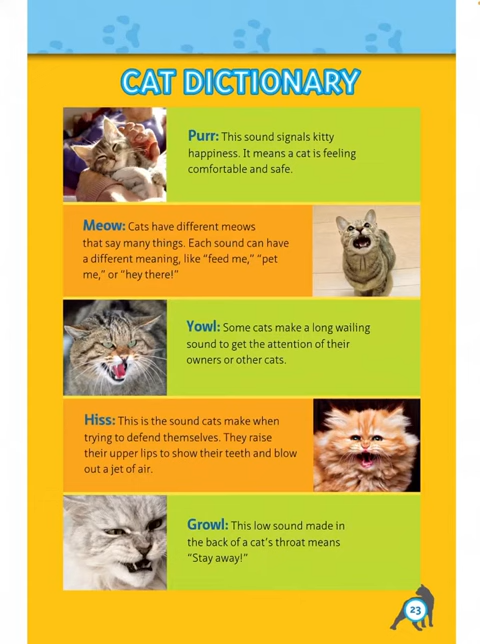 CAT DICTIONARY
Purr: This sound signals kitty
happiness. It means a cat is feeling
comfortable and safe.
Meow: Cats have different meows
that say many things. Each sound can have
a different meaning, like “feed me,” “pet
me,” or “hey there!”
Yowl: Some cats make a long wailing
sound to get the attention of their
owners or other cats.
Hiss: This is the sound cats make when
trying to defend themselves. They raise
their upper lips to show their teeth and blow
out a jet of air.
Growl: This low sound made in
the back of a cat’s throat means
“Stay away!”
23